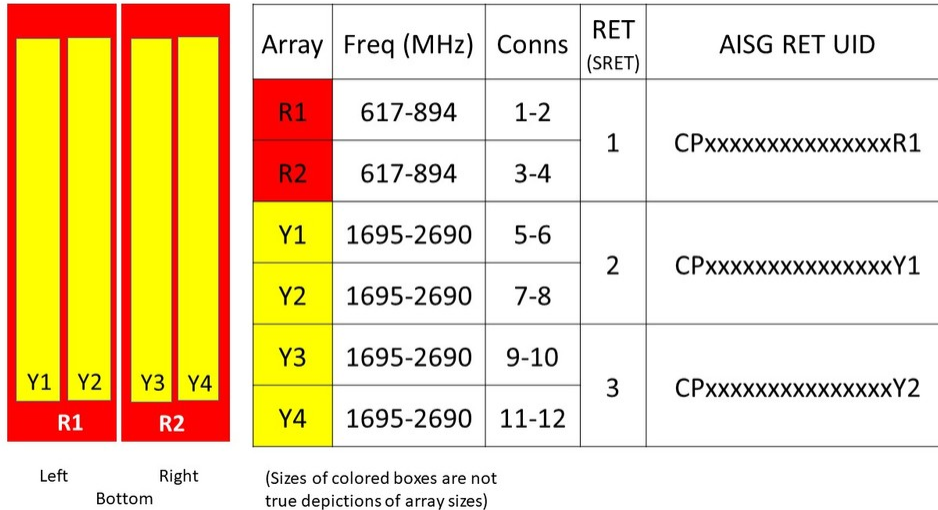 Y1 Y2 Y3 Y4
R1 R2
Left Right
Bottom
Array Freq (MHz) Conns RET (SRET) AISG RET UID
R1 617-894 1-2 1 CPxxxxxxxxxxxxxxxR1
R2 617-894 3-4
Y1 1695-2690 5-6 2 CPxxxxxxxxxxxxxxxY1
Y2 1695-2690 7-8
Y3 1695-2690 9-10 3 CPxxxxxxxxxxxxxxxY2
Y4 1695-2690 11-12
(Sizes of colored boxes are not
true depictions of array sizes)